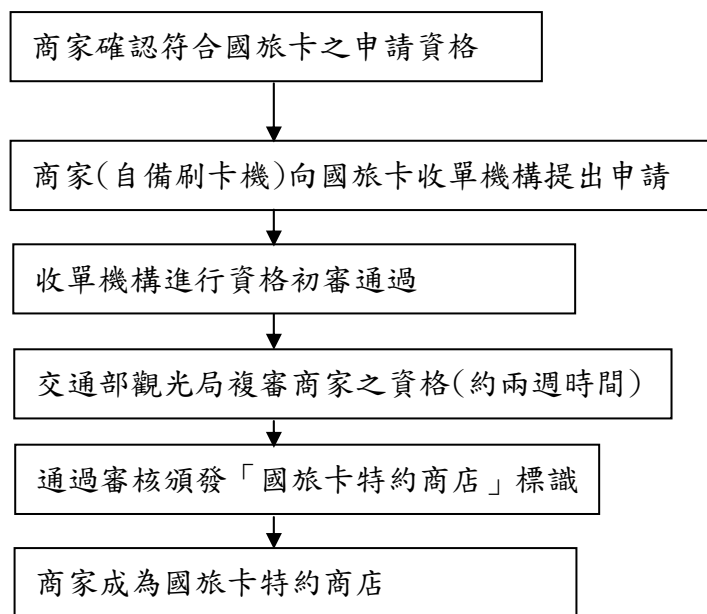 商家確認符合國旅卡之申請資格
商家(自備刷卡機)向國旅卡收單機構提出申請
收單機構進行資格初審通過
交通部觀光局複審商家之資格(約兩週時間)
通過審核頒發「國旅卡特約商店」標識
商家成為國旅卡特約商店